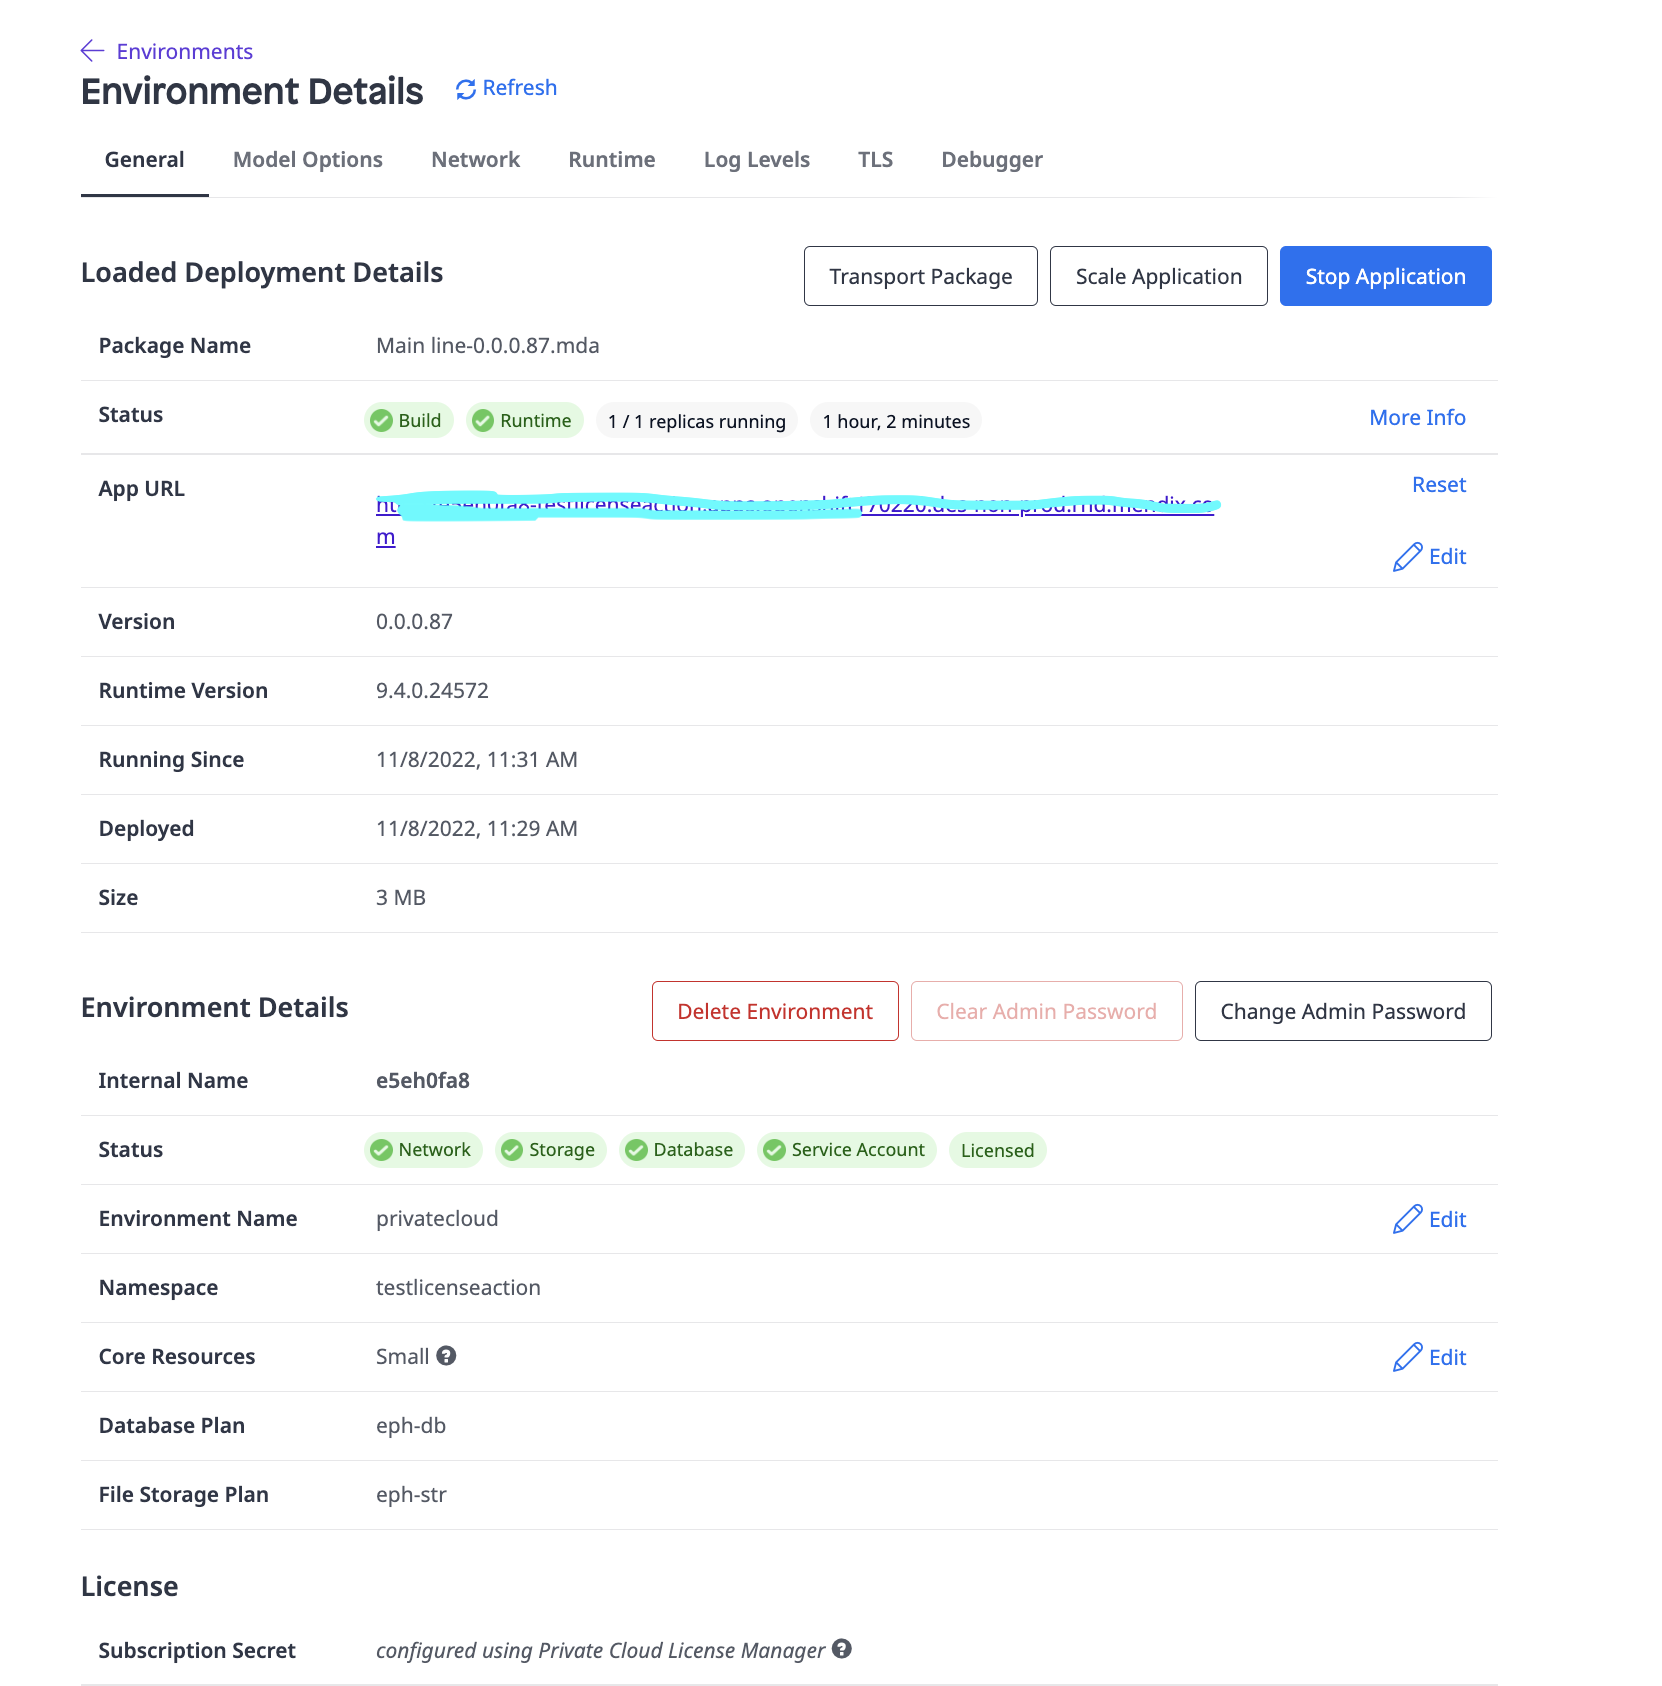 Environments
Environment Details Refresh
General Model Options Network Runtime Log Levels TLS Debugger
Loaded Deployment Details Transport Package Scale Application Stop Application
Package Name Main line-0.0.0.87.mda
Status Build Runtime 1 / 1 replicas running 1 hour, 2 minutes More Info
App URL Reset
m
Edit
Version 0.0.0.87
Runtime Version 9.4.0.24572
Running Since 11/8/2022, 11:31 AM
Deployed 11/8/2022, 11:29 AM
Size 3 MB
Environment Details Delete Environment Clear Admin Password Change Admin Password
Internal Name e5eh0fa8
Status Network Storage Database Service Account Licensed
Environment Name privatecloud Edit
Namespace testlicenseaction
Core Resources Small ? Edit
Database Plan eph-db
File Storage Plan eph-str
License
Subscription Secret configured using Private Cloud License Manager ?